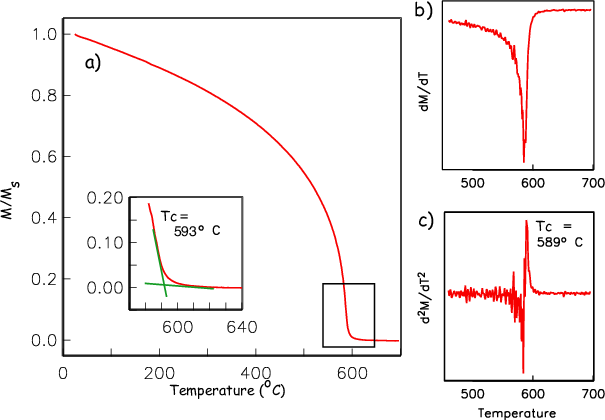 a)
M/Ms
1.0
0.8
0.6
0.4
0.2
0.0
0
200
400
600
Temperature (°C)
0.20
0.10
0.00
Tc =
593° C
600
640
b)
dM/dT
500
600
700
c)
d²M/dT²
Tc =
589° C
500
600
700
Temperature